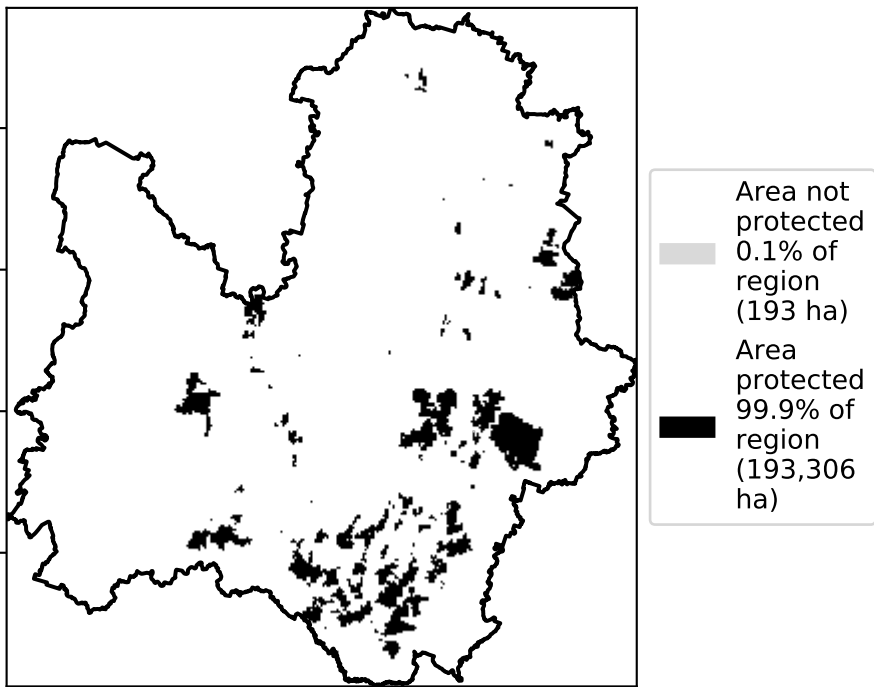 Area not
protected
0.1% of
region
(193 ha)
Area
protected
99.9% of
region
(193,306
ha)